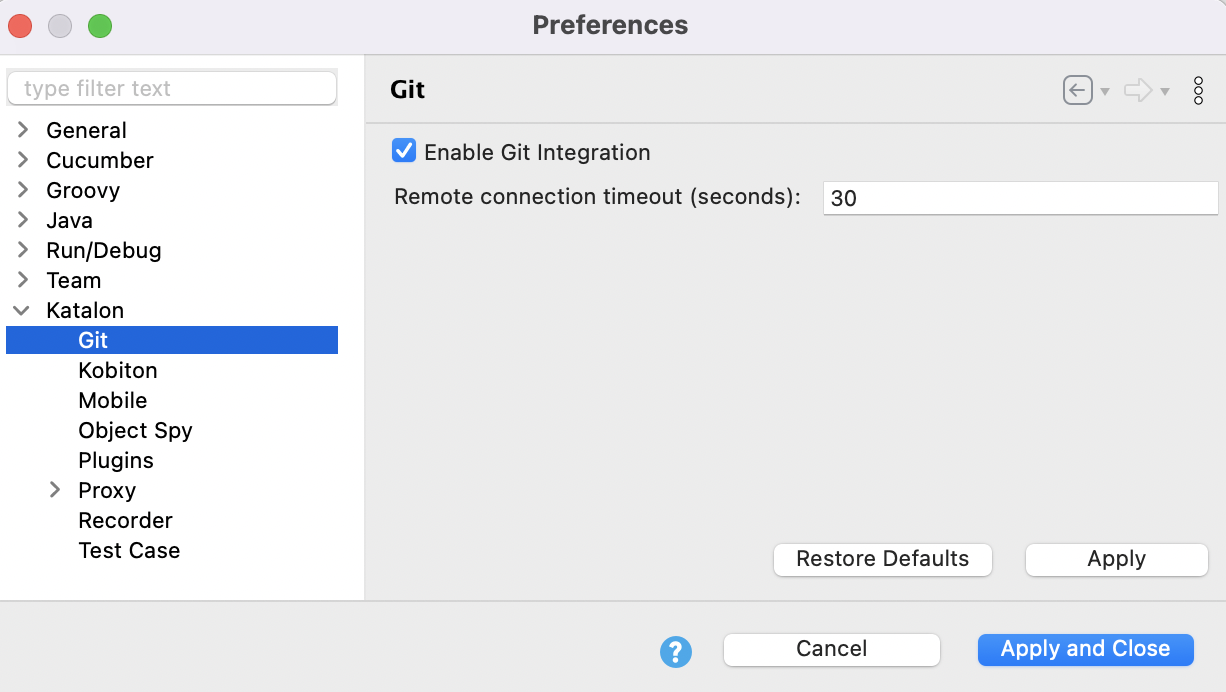 Preferences
type filter text
General
Cucumber
Groovy
Java
Run/Debug
Team
Katalon
Git
Kobiton
Mobile
Object Spy
Plugins
Proxy
Recorder
Test Case
Git
Enable Git Integration
Remote connection timeout (seconds): 30
Restore Defaults Apply
? Cancel Apply and Close